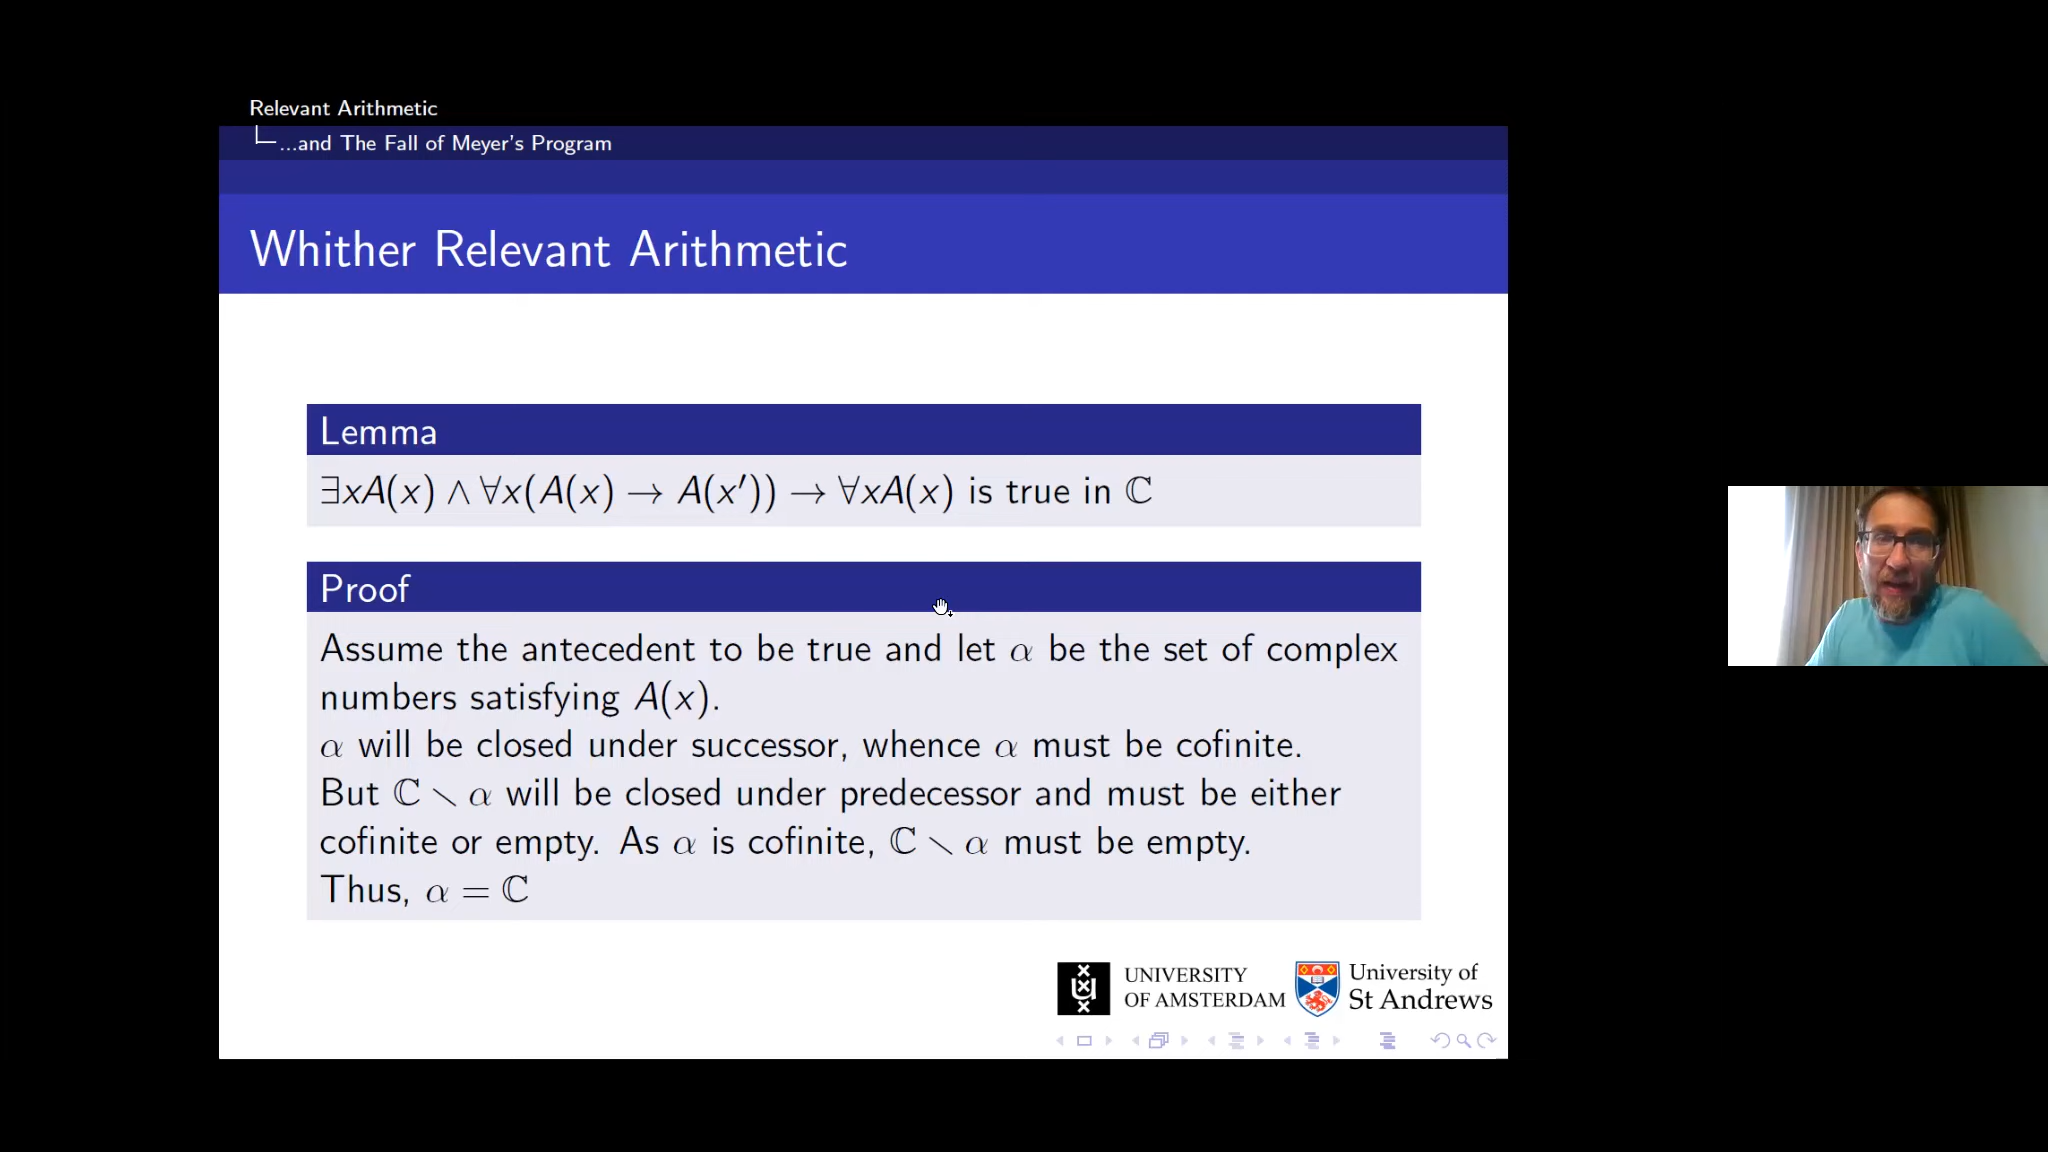 Relevant Arithmetic
...and The Fall of Meyer's Program
Whither Relevant Arithmetic
Lemma
∃xA(x) ∧ ∀x(A(x) → A(x′)) → ∀xA(x) is true in ℂ
Proof
Assume the antecedent to be true and let α be the set of complex
numbers satisfying A(x).
α will be closed under successor, whence α must be cofinite.
But ℂ ∖ α will be closed under predecessor and must be either
cofinite or empty. As α is cofinite, ℂ ∖ α must be empty.
Thus, α = ℂ
UNIVERSITY
OF AMSTERDAM
University of
St Andrews